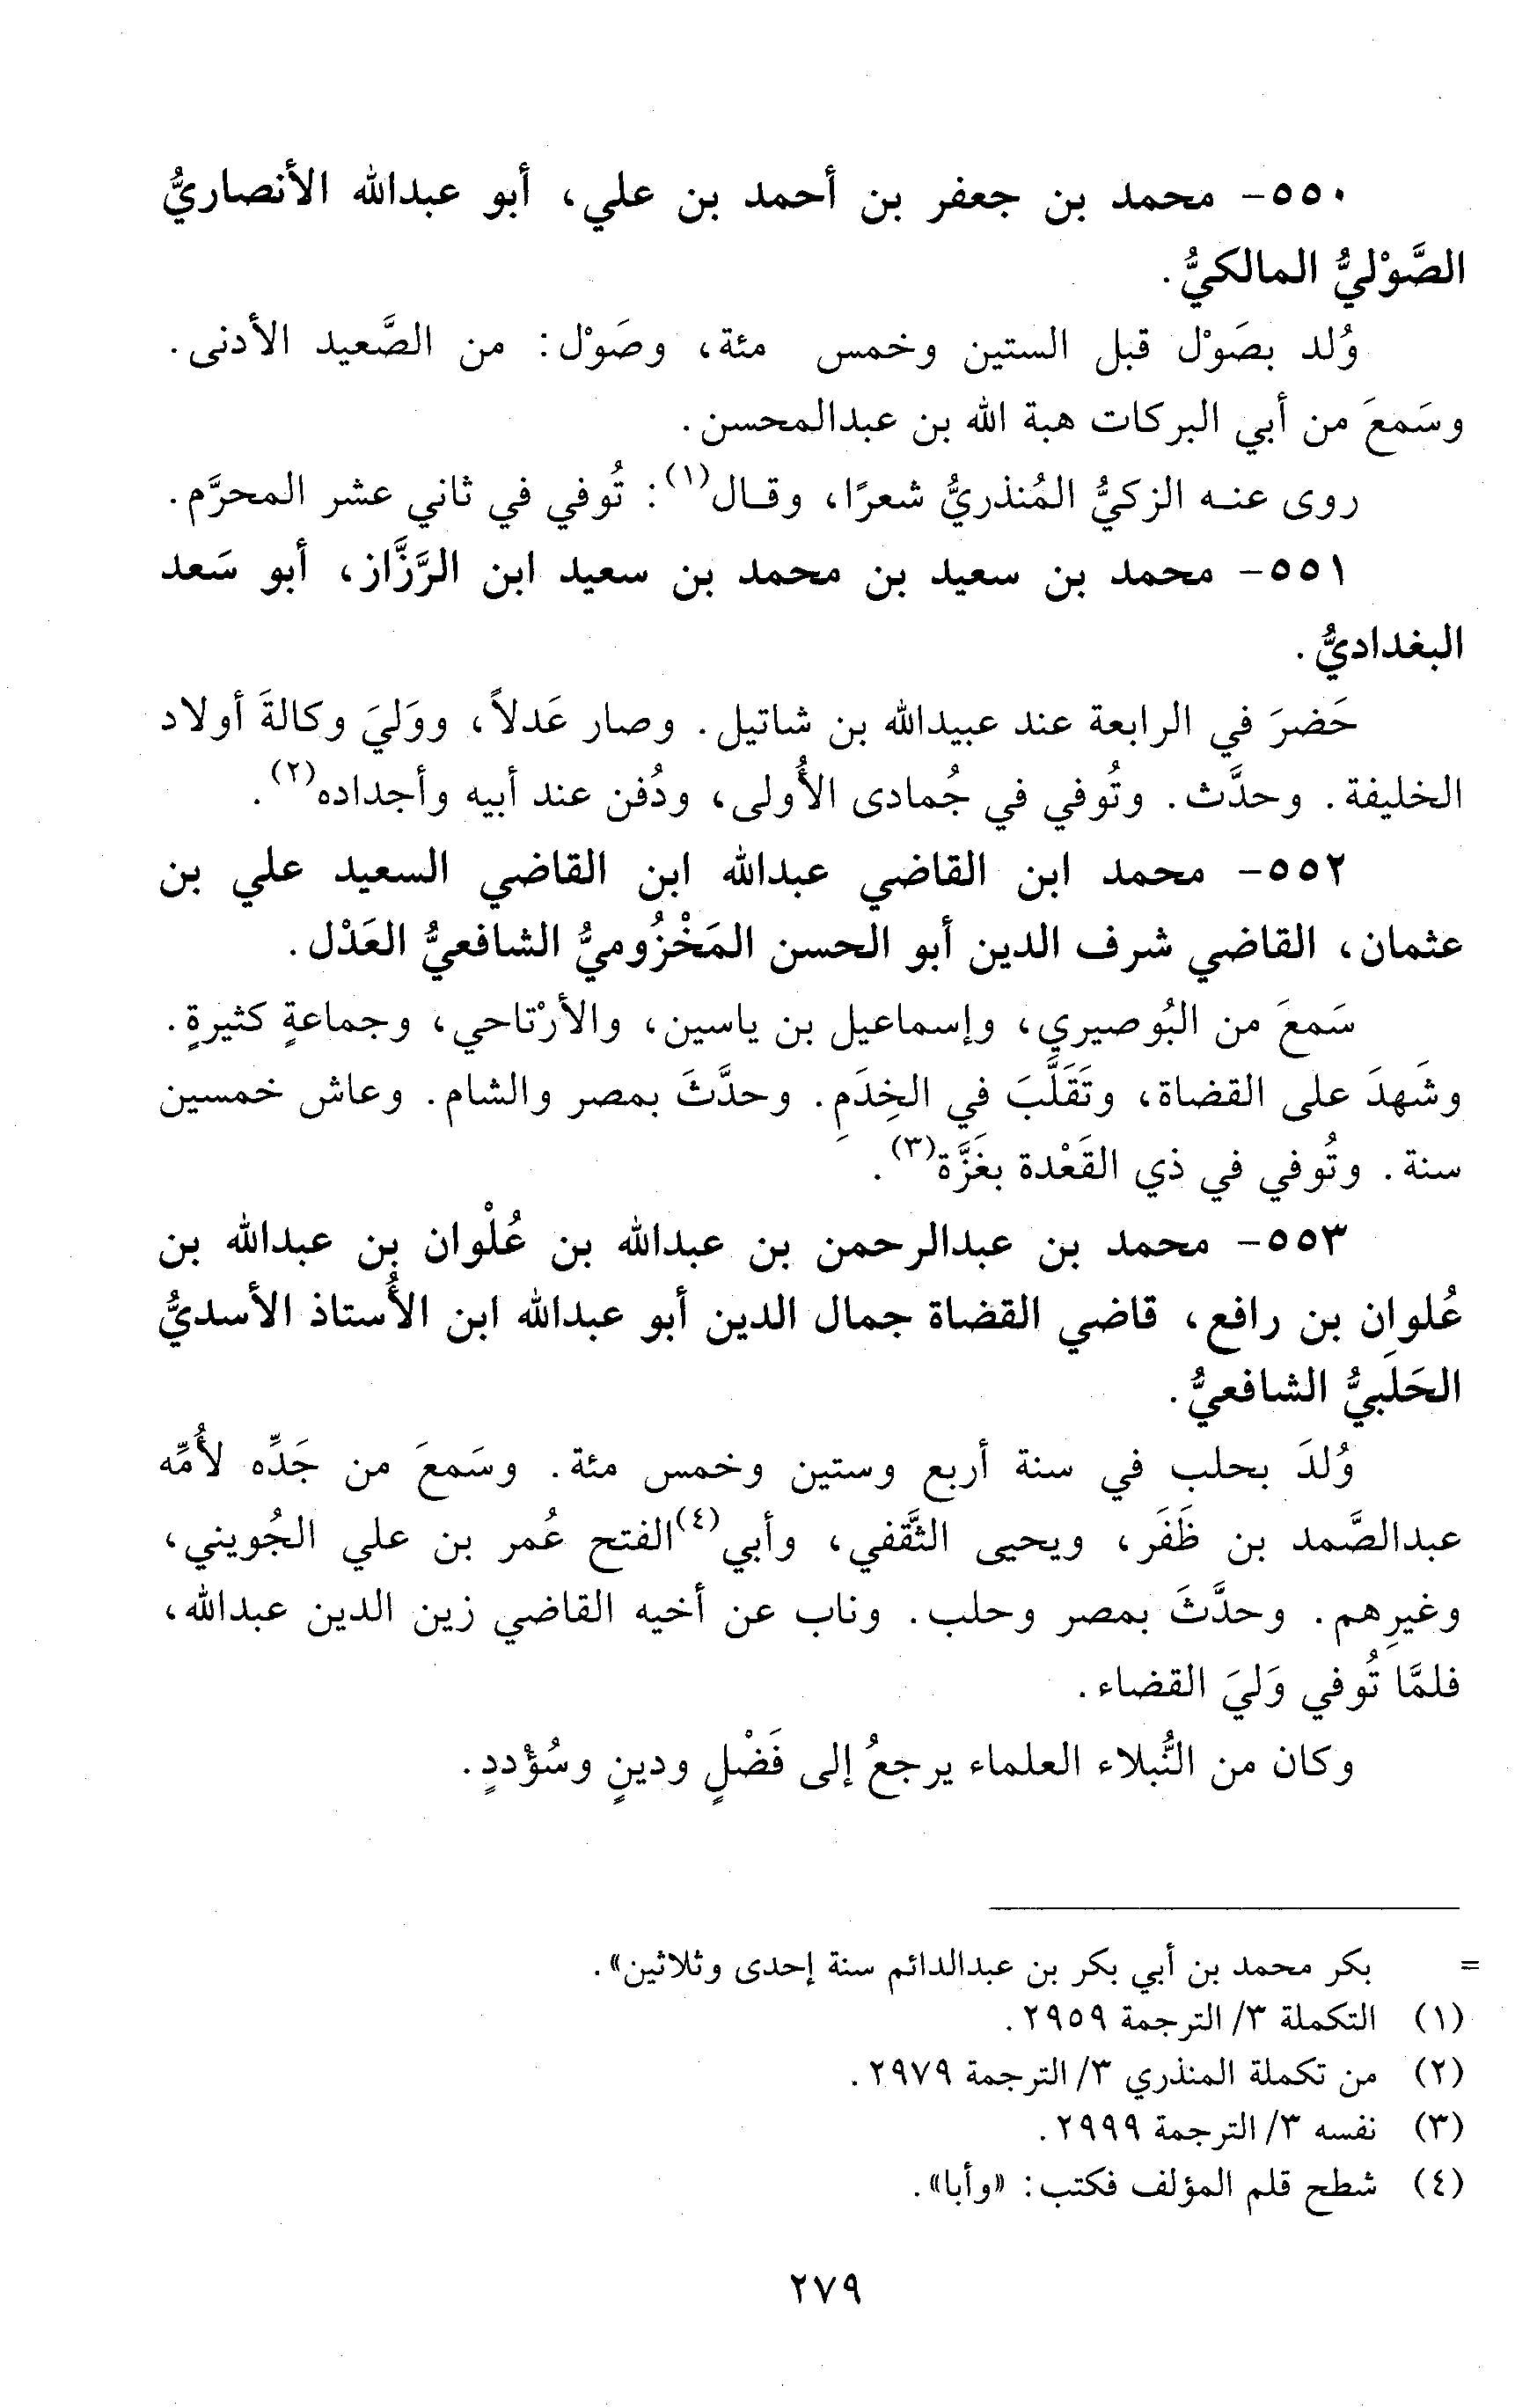 ٥٥٠- محمد بن جعفر بن أحمد بن علي، أبو عبدالله الأنصاريُّ
الصَّوْليُّ المالكيُّ.
وُلد بصَوْل قبل الستين وخمس مئة، وصَوْل: من الصَّعيد الأدنى.
وسَمعَ من أبي البركات هبة الله بن عبدالمحسن.
روى عنـه الزكيُّ المُنذريُّ شعرًا، وقـال(١): تُوفي في ثاني عشر المحرَّم.
٥٥١- محمد بن سعيد بن محمد بن سعيد ابن الرَّزَّاز، أبو سَعد
البغداديُّ.
حَضرَ في الرابعة عند عبيدالله بن شاتيل. وصار عَدلاً، ووَليَ وكالةَ أولاد
الخليفة. وحدَّث. وتُوفي في جُمادى الأُولى، ودُفن عند أبيه وأجداده(٢).
٥٥٢- محمد ابن القاضي عبدالله ابن القاضي السعيد علي بن
عثمان، القاضي شرف الدين أبو الحسن المَخْزُوميُّ الشافعيُّ العَدْل.
سَمعَ من البُوصيري، وإسماعيل بن ياسين، والأرْتاحي، وجماعةٍ كثيرةٍ.
وشَهدَ على القضاة، وتَقَلَّبَ في الخِدَمِ. وحدَّثَ بمصر والشام. وعاش خمسين
سنة. وتُوفي في ذي القَعْدة بغَزَّة(٣).
٥٥٣- محمد بن عبدالرحمن بن عبدالله بن عُلْوان بن عبدالله بن
عُلوان بن رافع، قاضي القضاة جمال الدين أبو عبدالله ابن الأُستاذ الأسديُّ
الحَلَبيُّ الشافعيُّ.
وُلدَ بحلب في سنة أربع وستين وخمس مئة. وسَمعَ من جَدِّه لأُمِّه
عبدالصَّمد بن ظَفَر، ويحيى الثَّقفي، وأبي(٤) الفتح عُمر بن علي الجُويني،
وغيرِهم. وحدَّثَ بمصر وحلب. وناب عن أخيه القاضي زين الدين عبدالله،
فلمَّا تُوفي وَليَ القضاء.
وكان من النُّبلاء العلماء يرجعُ إلى فَضْلٍ ودينٍ وسُؤْددٍ.
= بكر محمد بن أبي بكر بن عبدالدائم سنة إحدى وثلاثين».
(١) التكملة ٣/ الترجمة ٢٩٥٩.
(٢) من تكملة المنذري ٣/ الترجمة ٢٩٧٩.
(٣) نفسه ٣/ الترجمة ٢٩٩٩.
(٤) شطح قلم المؤلف فكتب: «وأبا».
٢٧٩